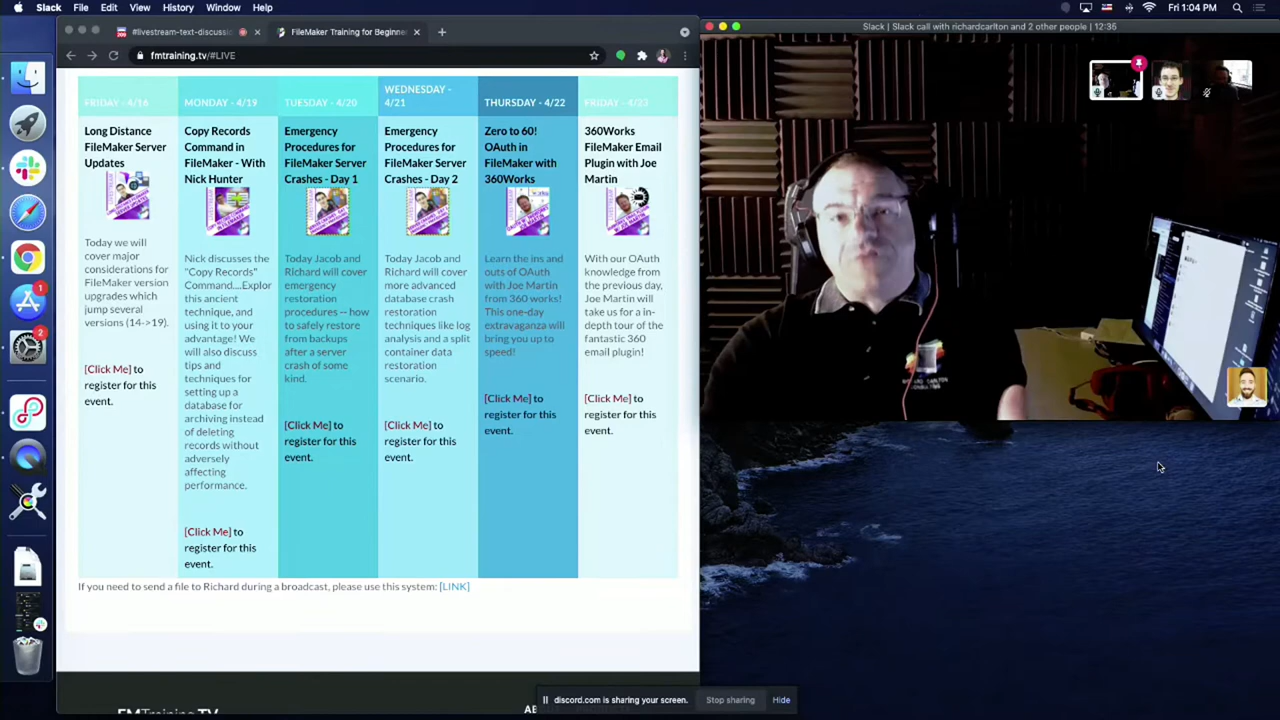 Slack File Edit View History Window Help
Fri 1:04 PM
#livestream-text-discussi
FileMaker Training for Beginne
fmtraining.tv/#LIVE
Slack | Slack call with richardcarlton and 2 other people | 12:35
FRIDAY - 4/16
Long Distance
FileMaker Server
Updates
Today we will
cover major
considerations for
FileMaker version
upgrades which
jump several
versions (14->19).
[Click Me] to
register for this
event.
MONDAY - 4/19
Copy Records
Command in
FileMaker - With
Nick Hunter
Nick discusses the
"Copy Records"
Command....Explor
this ancient
technique, and
using it to your
advantage! We
will also discuss
tips and
techniques for
setting up a
database for
archiving instead
of deleting
records without
adversely
affecting
performance.
[Click Me] to
register for this
event.
TUESDAY - 4/20
Emergency
Procedures for
FileMaker Server
Crashes - Day 1
Today Jacob and
Richard will cover
emergency
restoration
procedures -- how
to safely restore
from backups
after a server
crash of some
kind.
[Click Me] to
register for this
event.
WEDNESDAY -
4/21
Emergency
Procedures for
FileMaker Server
Crashes - Day 2
Today Jacob and
Richard will cover
more advanced
database crash
restoration
techniques like log
analysis and a split
container data
restoration
scenario.
[Click Me] to
register for this
event.
THURSDAY - 4/22
Zero to 60!
OAuth in
FileMaker with
360Works
Learn the ins and
outs of OAuth
with Joe Martin
from 360 works!
This one-day
extravaganza will
bring you up to
speed!
[Click Me] to
register for this
event.
FRIDAY - 4/23
360Works
FileMaker Email
Plugin with Joe
Martin
With our OAuth
knowledge from
the previous day,
Joe Martin will
take us for a in-
depth tour of the
fantastic 360
email plugin!
[Click Me] to
register for this
event.
If you need to send a file to Richard during a broadcast, please use this system: [LINK]
discord.com is sharing your screen.
Stop sharing
Hide
1
2